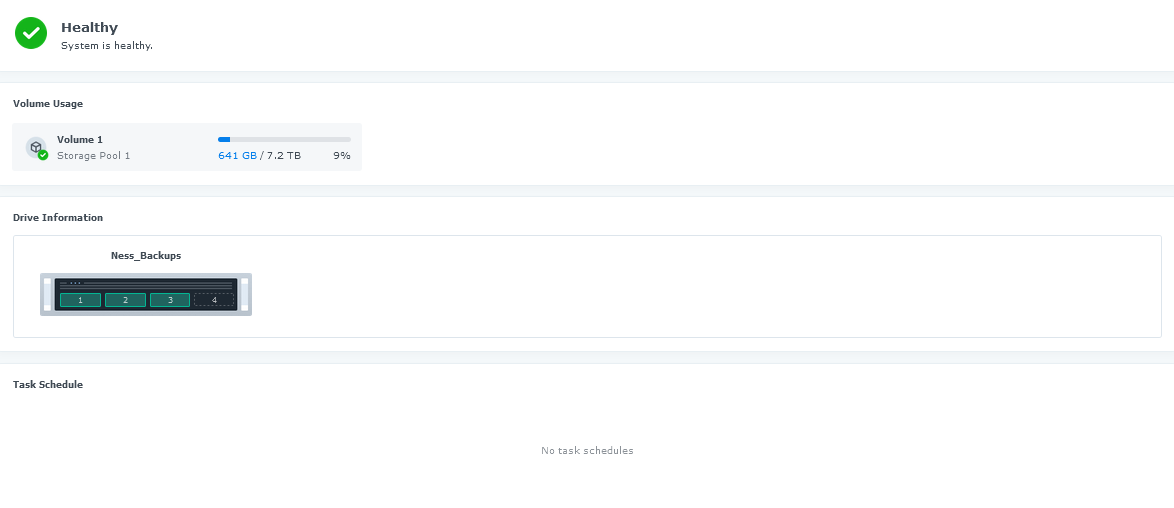 Healthy
System is healthy.
Volume Usage
Volume 1
Storage Pool 1
641 GB / 7.2 TB
9%
Drive Information
Ness_Backups
1 2 3 4
Task Schedule
No task schedules